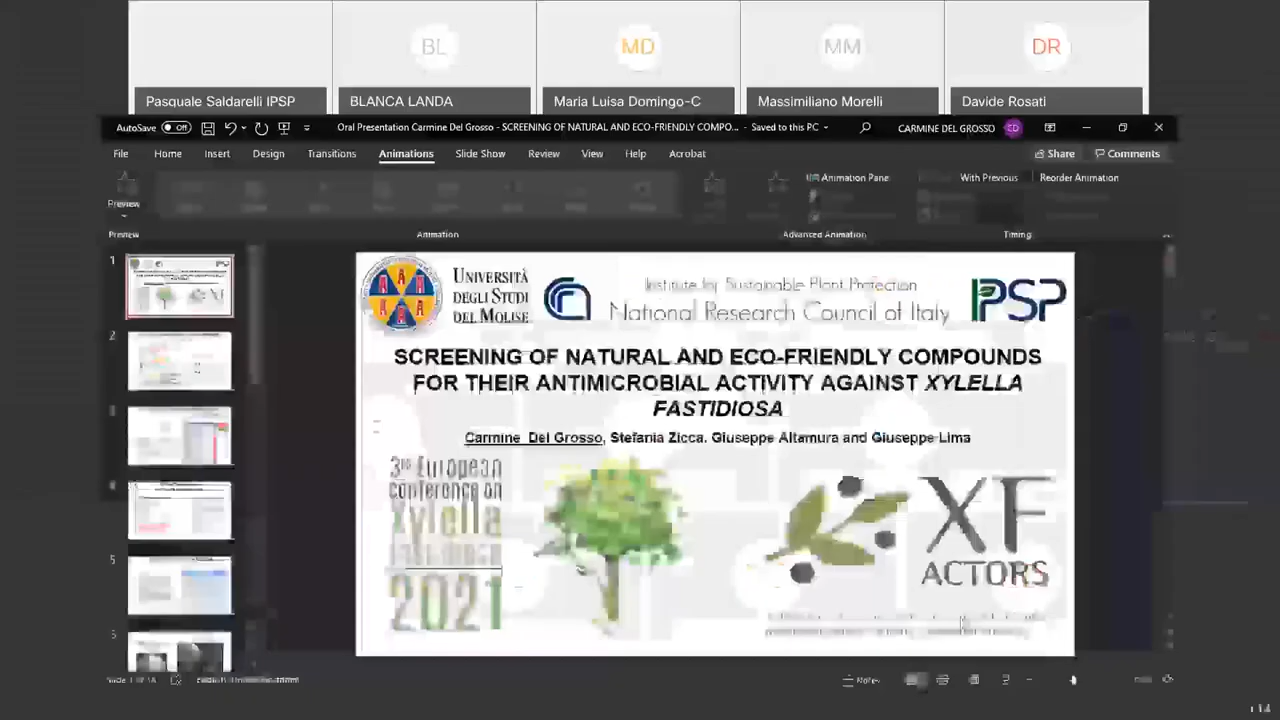 BL
MD
MM
DR
Pasquale Saldarelli IPSP
BLANCA LANDA
Maria Luisa Domingo-C
Massimiliano Morelli
Davide Rosati
AutoSave Off
Oral Presentation Carmine Del Grosso - SCREENING OF NATURAL AND ECO-FRIENDLY COMPO... - Saved to this PC
CARMINE DEL GROSSO CD
File Home Insert Design Transitions Animations Slide Show Review View Help Acrobat
Share Comments
Preview
Animation Pane
With Previous
Reorder Animation
Preview
Animation
Advanced Animation
Timing
1
2
5
UNIVERSITÀ
DEGLI STUDI
DEL MOLISE
Institute for Sustainable Plant Protection
National Research Council of Italy
IPSP
SCREENING OF NATURAL AND ECO-FRIENDLY COMPOUNDS
FOR THEIR ANTIMICROBIAL ACTIVITY AGAINST XYLELLA
FASTIDIOSA
Carmine Del Grosso, Stefania Zicca, Giuseppe Altamura and Giuseppe Lima
3rd European
conference on
Xylella
fastidiosa
2021
XF
ACTORS
Notes